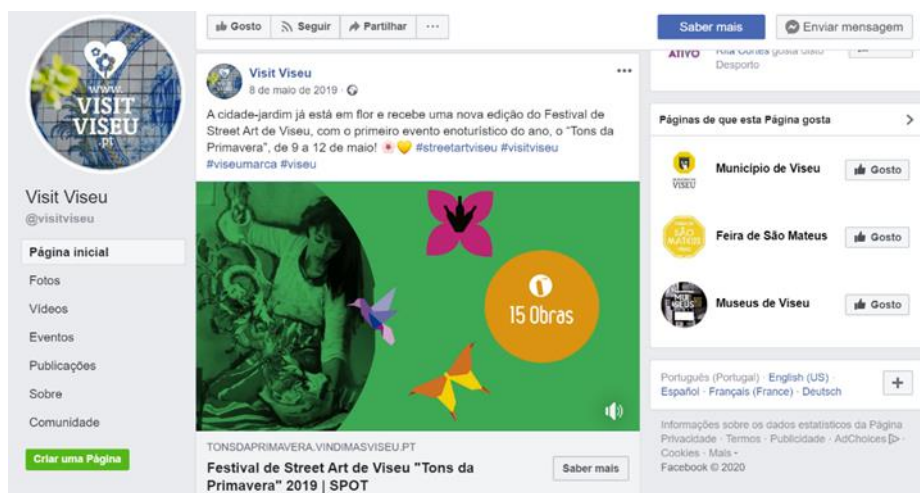 www.
VISIT
VISEU
.pt
Visit Viseu
@visitviseu
Página inicial
Fotos
Vídeos
Eventos
Publicações
Sobre
Comunidade
Criar uma Página
Gosto Seguir Partilhar ...
Visit Viseu
8 de maio de 2019 ·
A cidade-jardim já está em flor e recebe uma nova edição do Festival de
Street Art de Viseu, com o primeiro evento enoturístico do ano, o "Tons da
Primavera", de 9 a 12 de maio! #streetartviseu #visitviseu
#viseumarca #viseu
15 Obras
TONSDAPRIMAVERA.VINDIMASVISEU.PT
Festival de Street Art de Viseu "Tons da
Primavera" 2019 | SPOT
Saber mais
Saber mais
Enviar mensagem
ATIVO
Desporto
Páginas de que esta Página gosta
VISEU
Município de Viseu
Gosto
SÃO
MATEUS
Feira de São Mateus
Gosto
Museus de Viseu
Gosto
Português (Portugal) · English (US) ·
Español · Français (France) · Deutsch
+
Informações sobre os dados estatísticos da Página
Privacidade · Termos · Publicidade · AdChoices ·
Cookies · Mais
Facebook © 2020